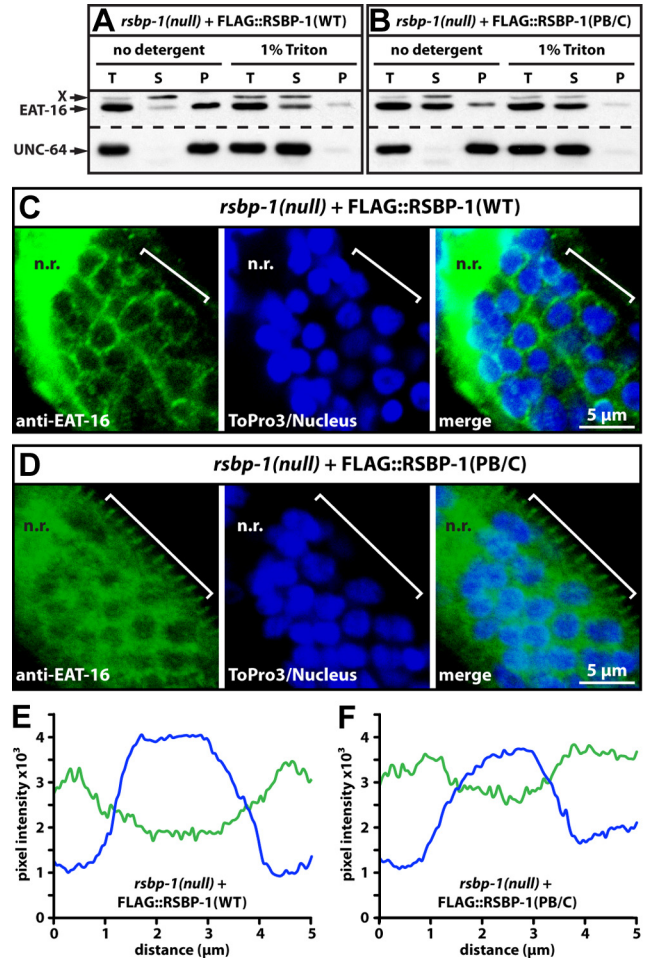 A
rsbp-1(null) + FLAG::RSBP-1(WT)
no detergent 1% Triton
T S P T S P
B
rsbp-1(null) + FLAG::RSBP-1(PB/C)
no detergent 1% Triton
T S P T S P
X
EAT-16
UNC-64
C
rsbp-1(null) + FLAG::RSBP-1(WT)
n.r. n.r. n.r.
anti-EAT-16 ToPro3/Nucleus merge
5 µm
D
rsbp-1(null) + FLAG::RSBP-1(PB/C)
n.r. n.r. n.r.
anti-EAT-16 ToPro3/Nucleus merge
5 µm
E
pixel intensity x10³
4
3
2
1
0
0 1 2 3 4 5
distance (µm)
rsbp-1(null) +
FLAG::RSBP-1(WT)
F
pixel intensity x10³
4
3
2
1
0
0 1 2 3 4 5
distance (µm)
rsbp-1(null) +
FLAG::RSBP-1(PB/C)